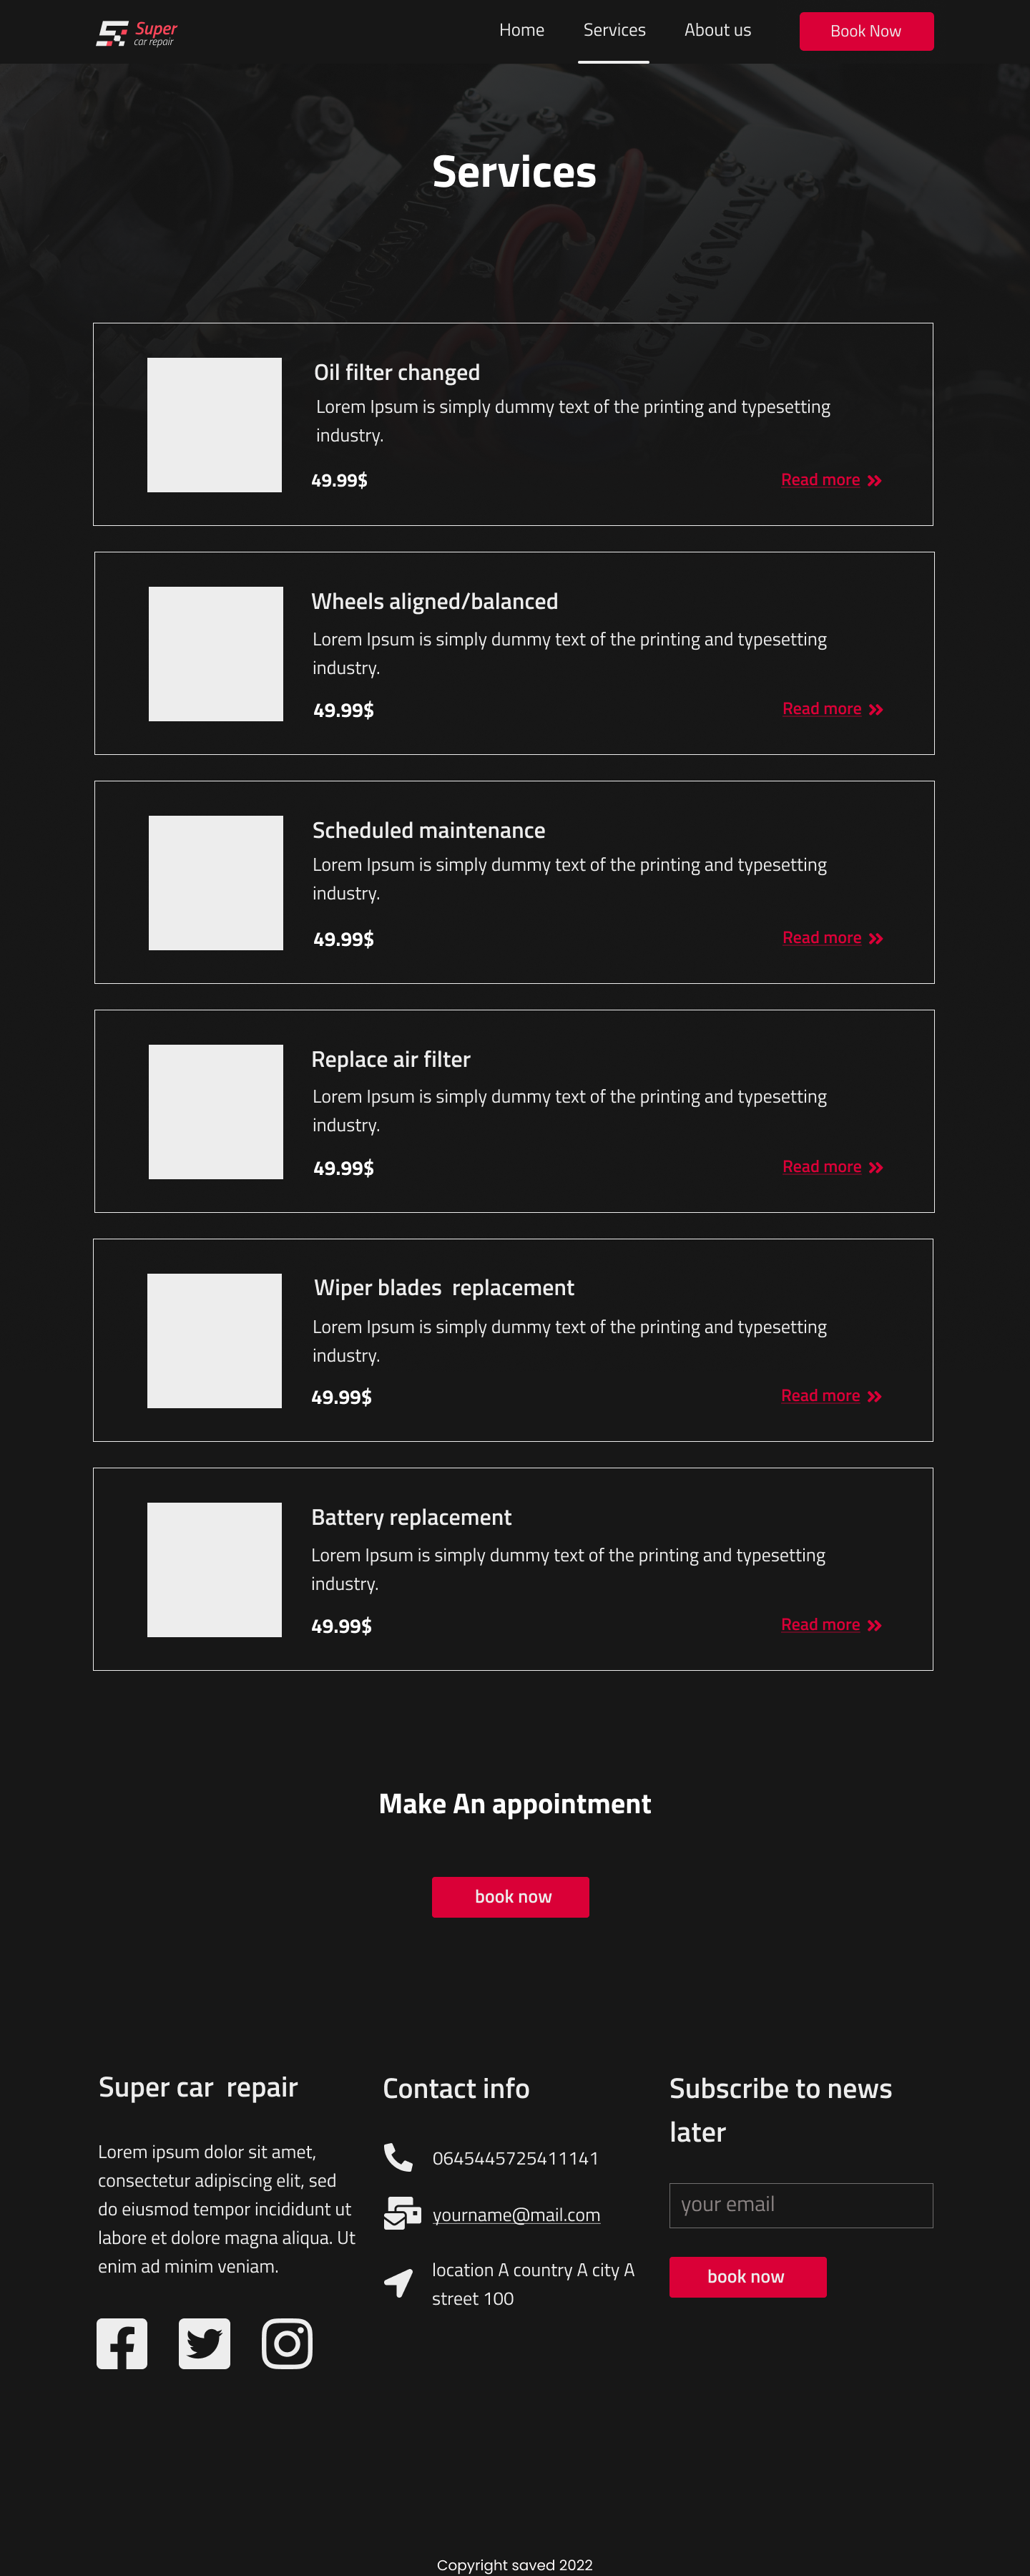 Super
car repair
Home
Services
About us
Book Now
Services
16 VALVE
Oil filter changed
Lorem Ipsum is simply dummy text of the printing and typesetting
industry.
49.99$
Read more
Wheels aligned/balanced
Lorem Ipsum is simply dummy text of the printing and typesetting
industry.
49.99$
Read more
Scheduled maintenance
Lorem Ipsum is simply dummy text of the printing and typesetting
industry.
49.99$
Read more
Replace air filter
Lorem Ipsum is simply dummy text of the printing and typesetting
industry.
49.99$
Read more
Wiper blades  replacement
Lorem Ipsum is simply dummy text of the printing and typesetting
industry.
49.99$
Read more
Battery replacement
Lorem Ipsum is simply dummy text of the printing and typesetting
industry.
49.99$
Read more
Make An appointment
book now
Super car  repair
Lorem ipsum dolor sit amet,
consectetur adipiscing elit, sed
do eiusmod tempor incididunt ut
labore et dolore magna aliqua. Ut
enim ad minim veniam.
Contact info
0645445725411141
yourname@mail.com
location A country A city A
street 100
Subscribe to news
later
your email
book now
Copyright saved 2022